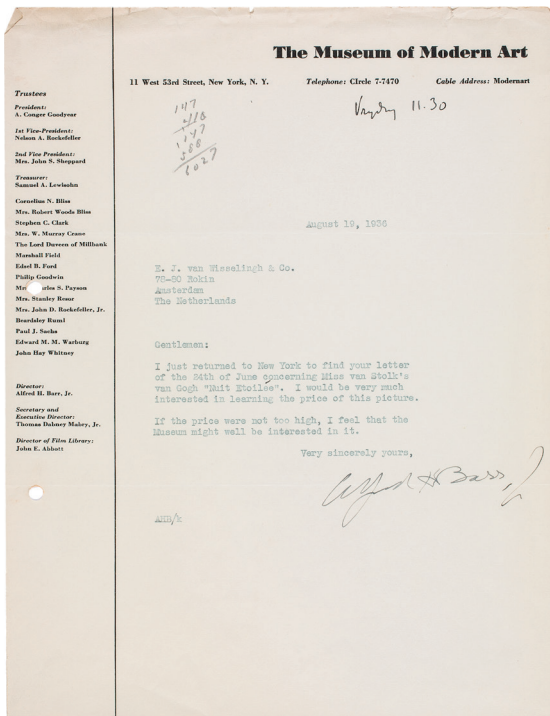 The Museum of Modern Art
11 West 53rd Street, New York, N. Y. Telephone: CIrcle 7-7470 Cable Address: Modernart
11.30
147
1147
588
Trustees
President:
A. Conger Goodyear
1st Vice-President:
Nelson A. Rockefeller
2nd Vice President:
Mrs. John S. Sheppard
Treasurer:
Samuel A. Lewisohn
Cornelius N. Bliss
Mrs. Robert Woods Bliss
Stephen C. Clark
Mrs. W. Murray Crane
The Lord Duveen of Millbank
Marshall Field
Edsel B. Ford
Philip Goodwin
Mrs. rles S. Payson
Mrs. Stanley Resor
Mrs. John D. Rockefeller, Jr.
Beardsley Ruml
Paul J. Sachs
Edward M. M. Warburg
John Hay Whitney
Director:
Alfred H. Barr, Jr.
Secretary and
Executive Director:
Thomas Dabney Mabry, Jr.
Director of Film Library:
John E. Abbott
August 19, 1936
E. J. van Wisselingh & Co.
78-80 Rokin
Amsterdam
The Netherlands
Gentlemen:
I just returned to New York to find your letter
of the 24th of June concerning Miss van Stolk's
van Gogh "Nuit Etoilée". I would be very much
interested in learning the price of this picture.
If the price were not too high, I feel that the
Museum might well be interested in it.
Very sincerely yours,
Alfred H Barr Jr
AHB/k